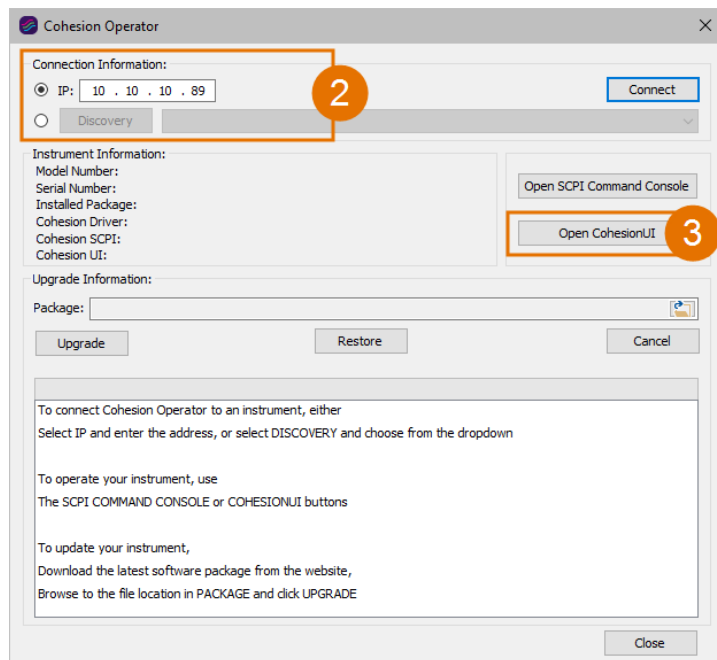 Cohesion Operator
Connection Information:
IP: 10 . 10 . 10 . 89
2
Connect
Discovery
Instrument Information:
Model Number:
Serial Number:
Installed Package:
Cohesion Driver:
Cohesion SCPI:
Cohesion UI:
Open SCPI Command Console
Open CohesionUI
3
Upgrade Information:
Package:
Upgrade
Restore
Cancel
To connect Cohesion Operator to an instrument, either
Select IP and enter the address, or select DISCOVERY and choose from the dropdown
To operate your instrument, use
The SCPI COMMAND CONSOLE or COHESIONUI buttons
To update your instrument,
Download the latest software package from the website,
Browse to the file location in PACKAGE and click UPGRADE
Close